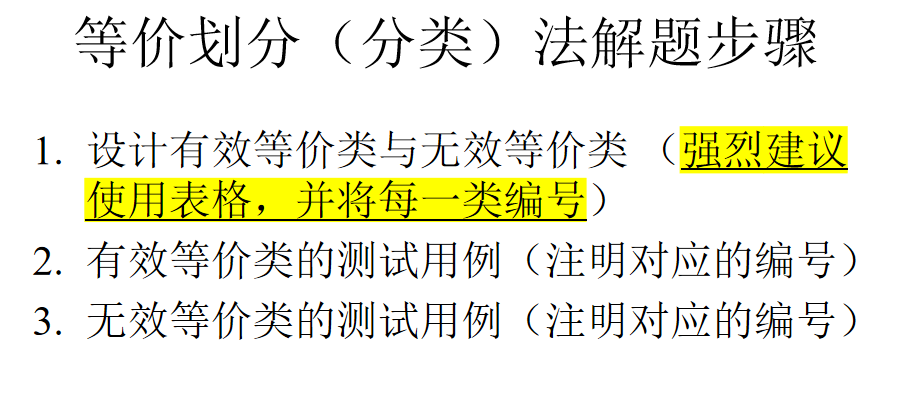 等价划分（分类）法解题步骤
1. 设计有效等价类与无效等价类（强烈建议
使用表格，并将每一类编号）
2. 有效等价类的测试用例（注明对应的编号）
3. 无效等价类的测试用例（注明对应的编号）